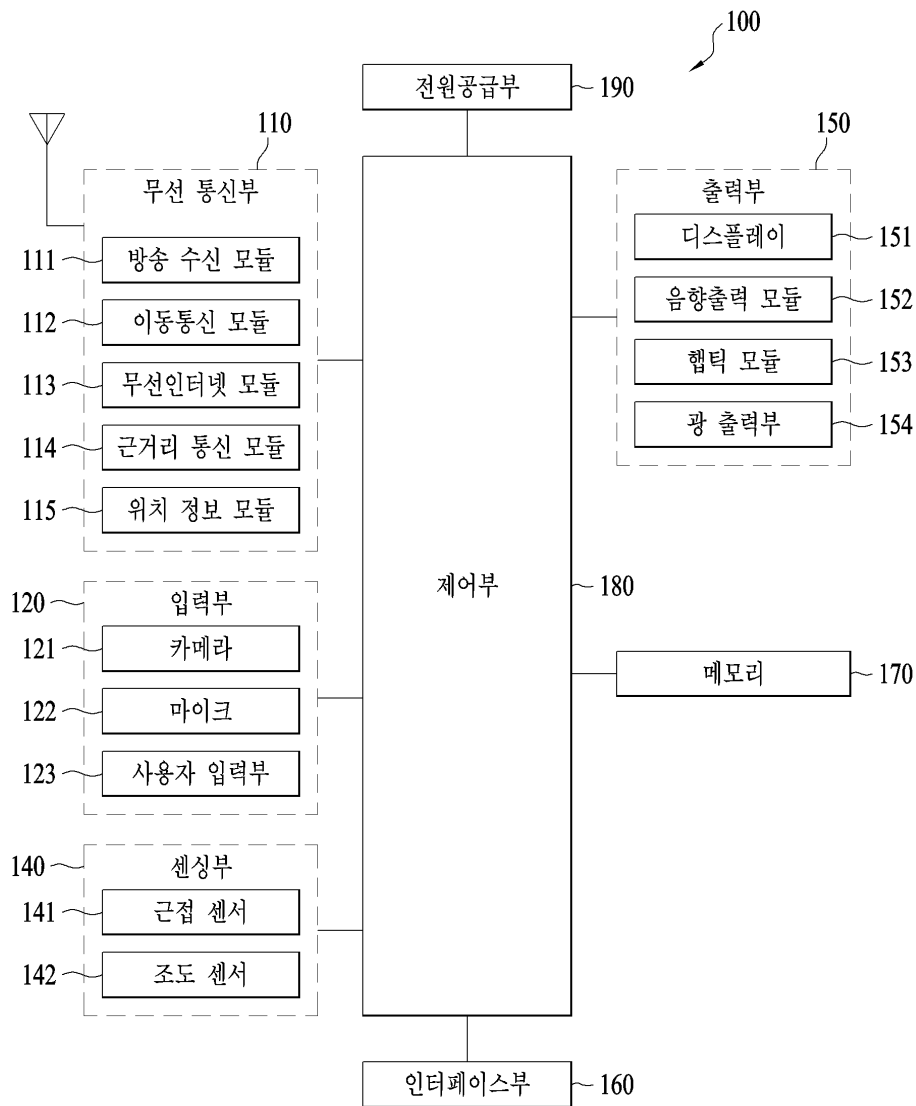 100
전원공급부 190
110
무선 통신부
111 방송 수신 모듈
112 이동통신 모듈
113 무선인터넷 모듈
114 근거리 통신 모듈
115 위치 정보 모듈
120 입력부
121 카메라
122 마이크
123 사용자 입력부
140 센싱부
141 근접 센서
142 조도 센서
제어부 180
150
출력부
디스플레이 151
음향출력 모듈 152
햅틱 모듈 153
광 출력부 154
메모리 170
인터페이스부 160